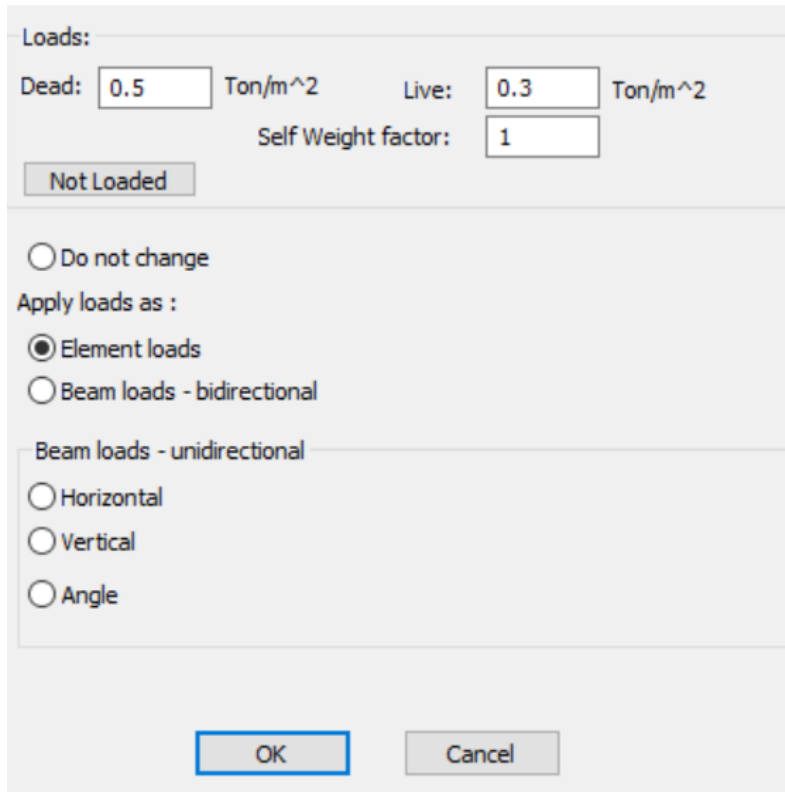 Loads:
Dead: 0.5 Ton/m^2 Live: 0.3 Ton/m^2
Self Weight factor: 1
Not Loaded
Do not change
Apply loads as :
Element loads
Beam loads - bidirectional
Beam loads - unidirectional
Horizontal
Vertical
Angle
OK Cancel